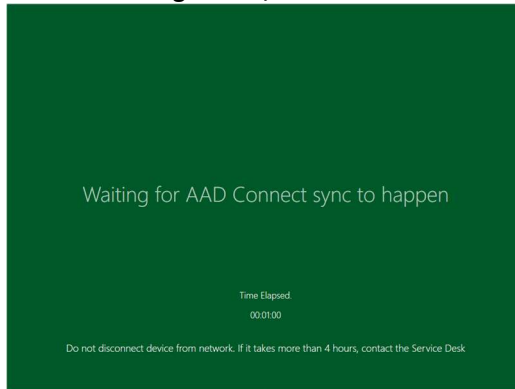 Waiting for AAD Connect sync to happen
Time Elapsed:
00:01:00
Do not disconnect device from network. If it takes more than 4 hours, contact the Service Desk